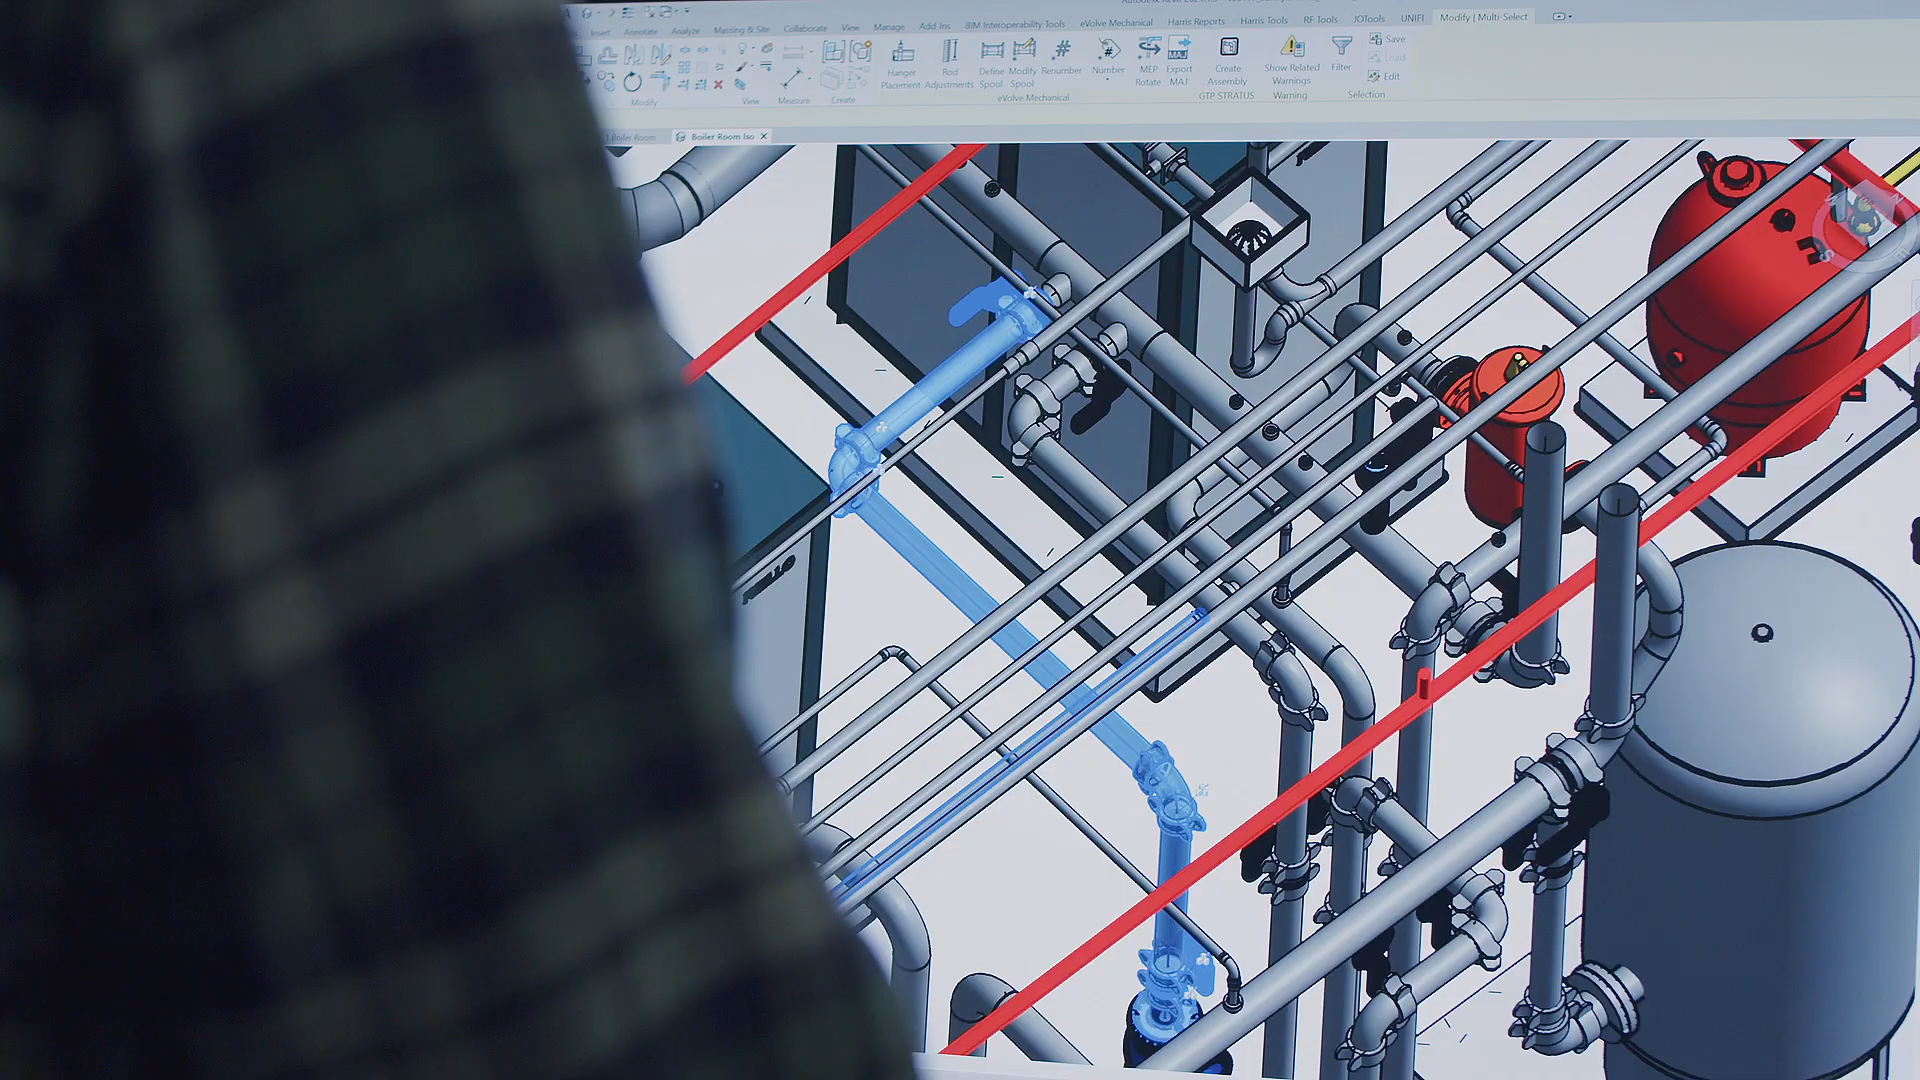 Insert Annotate Analyze Massing & Site Collaborate View Manage Add-Ins BIM Interoperability Tools eVolve Mechanical Harris Reports Harris Tools RF Tools JOTools UNIFI Modify | Multi-Select
Hanger Placement
Rod Adjustments
Define Spool
Modify Spool
Renumber
Number
MEP Rotate
Export MAJ
Create Assembly
Show Related Warnings
Filter
Save
Load
Edit
Modify View Measure Create eVolve Mechanical GTP STRATUS Warning Selection
Boiler Room Boiler Room Iso